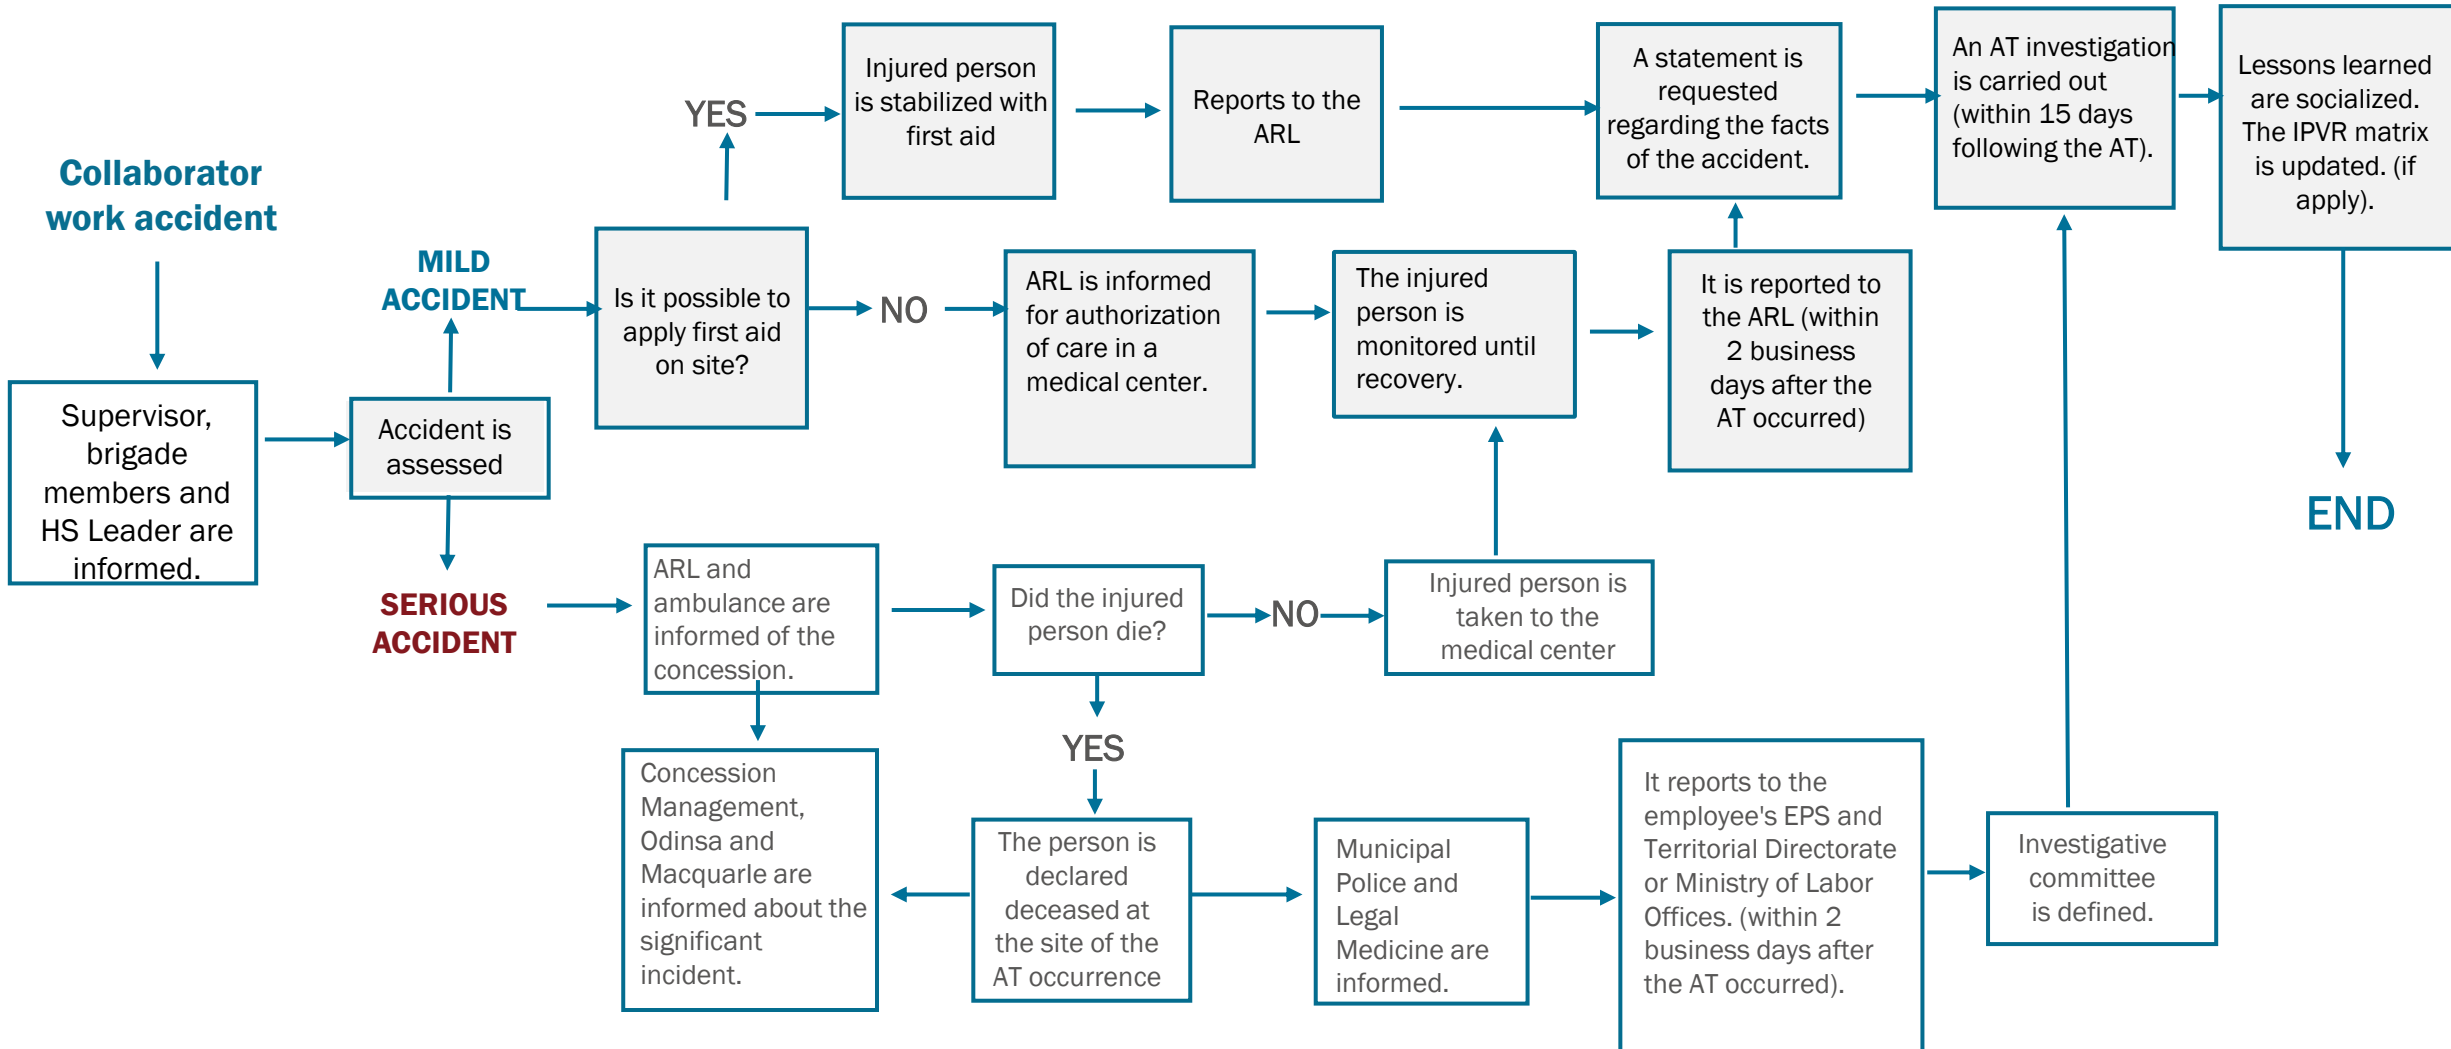 Collaborator
work accident
Supervisor,
brigade
members and
HS Leader are
informed.
Accident is
assessed
MILD
ACCIDENT
Is it possible to
apply first aid
on site?
YES
Injured person
is stabilized with
first aid
Reports to the
ARL
A statement is
requested
regarding the facts
of the accident.
An AT investigation
is carried out
(within 15 days
following the AT).
Lessons learned
are socialized.
The IPVR matrix
is updated. (if
apply).
END
NO
ARL is informed
for authorization
of care in a
medical center.
The injured
person is
monitored until
recovery.
It is reported to
the ARL (within
2 business
days after the
AT occurred)
SERIOUS
ACCIDENT
ARL and
ambulance are
informed of the
concession.
Did the injured
person die?
NO
Injured person is
taken to the
medical center
YES
Concession
Management,
Odinsa and
Macquarle are
informed about the
significant
incident.
The person is
declared
deceased at
the site of the
AT occurrence
Municipal
Police and
Legal
Medicine are
informed.
It reports to the
employee's EPS and
Territorial Directorate
or Ministry of Labor
Offices. (within 2
business days after
the AT occurred).
Investigative
committee
is defined.